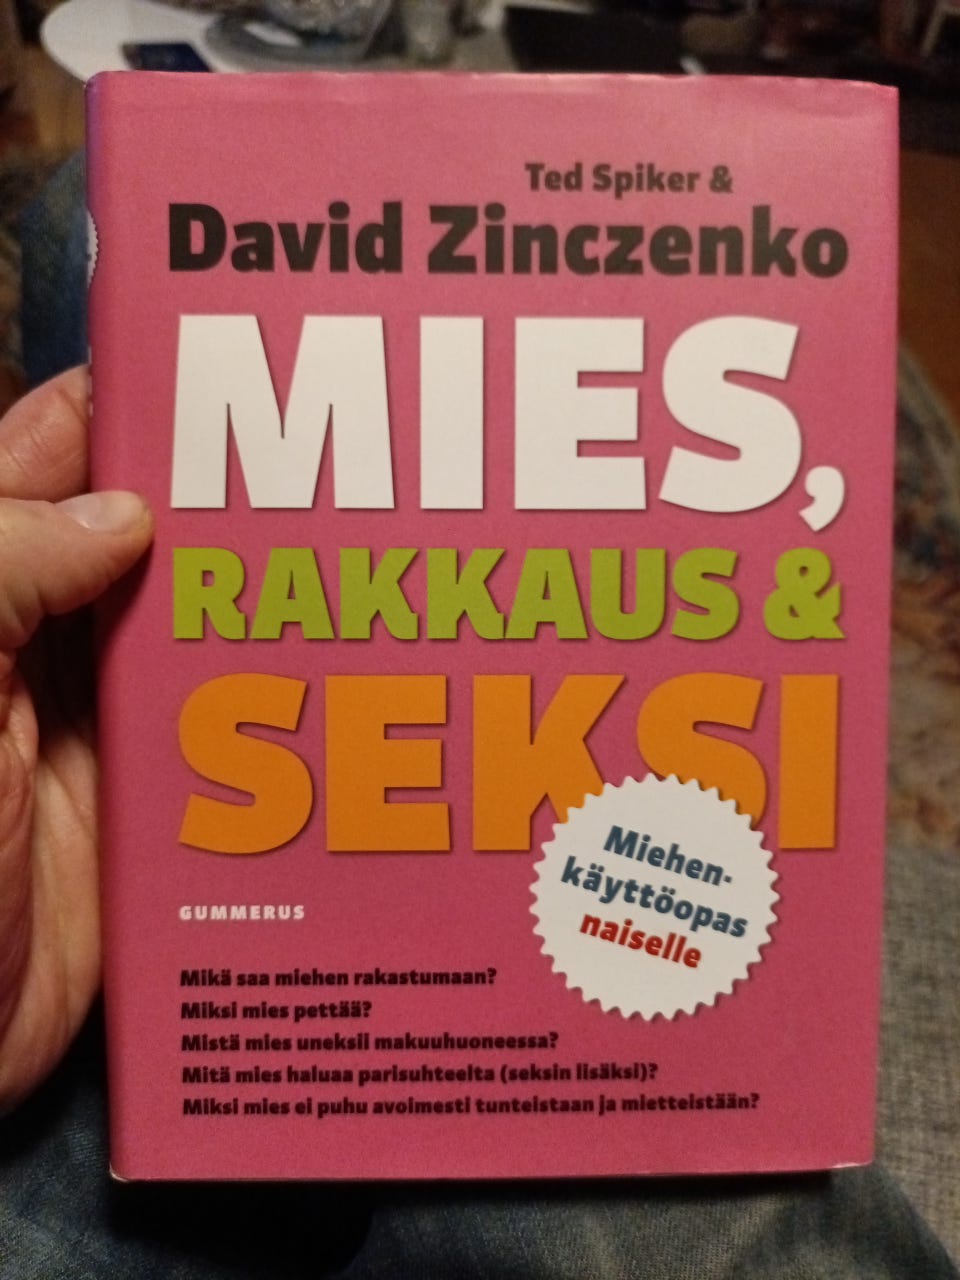 Ted Spiker &
David Zinczenko
MIES,
RAKKAUS &
SEKSI
Miehen-
käyttöopas
naiselle
GUMMERUS
Mikä saa miehen rakastumaan?
Miksi mies pettää?
Mistä mies uneksii makuuhuoneessa?
Mitä mies haluaa parisuhteelta (seksin lisäksi)?
Miksi mies ei puhu avoimesti tunteistaan ja mietteistään?